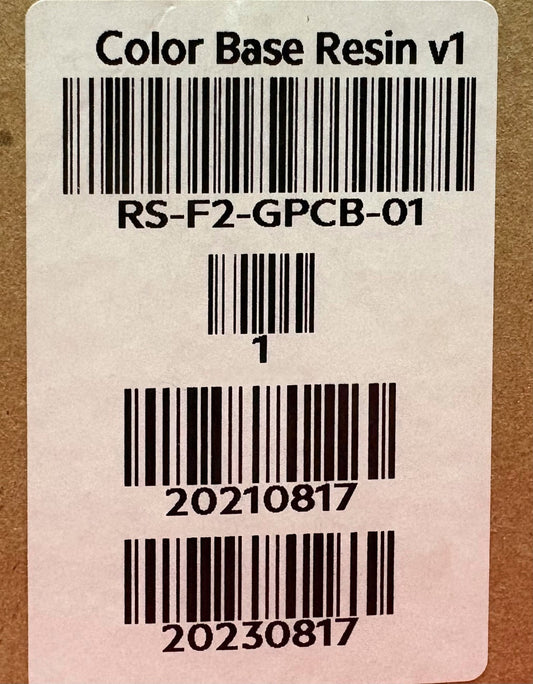 Color Base Resin v1
RS-F2-GPCB-01
1
20210817
20230817